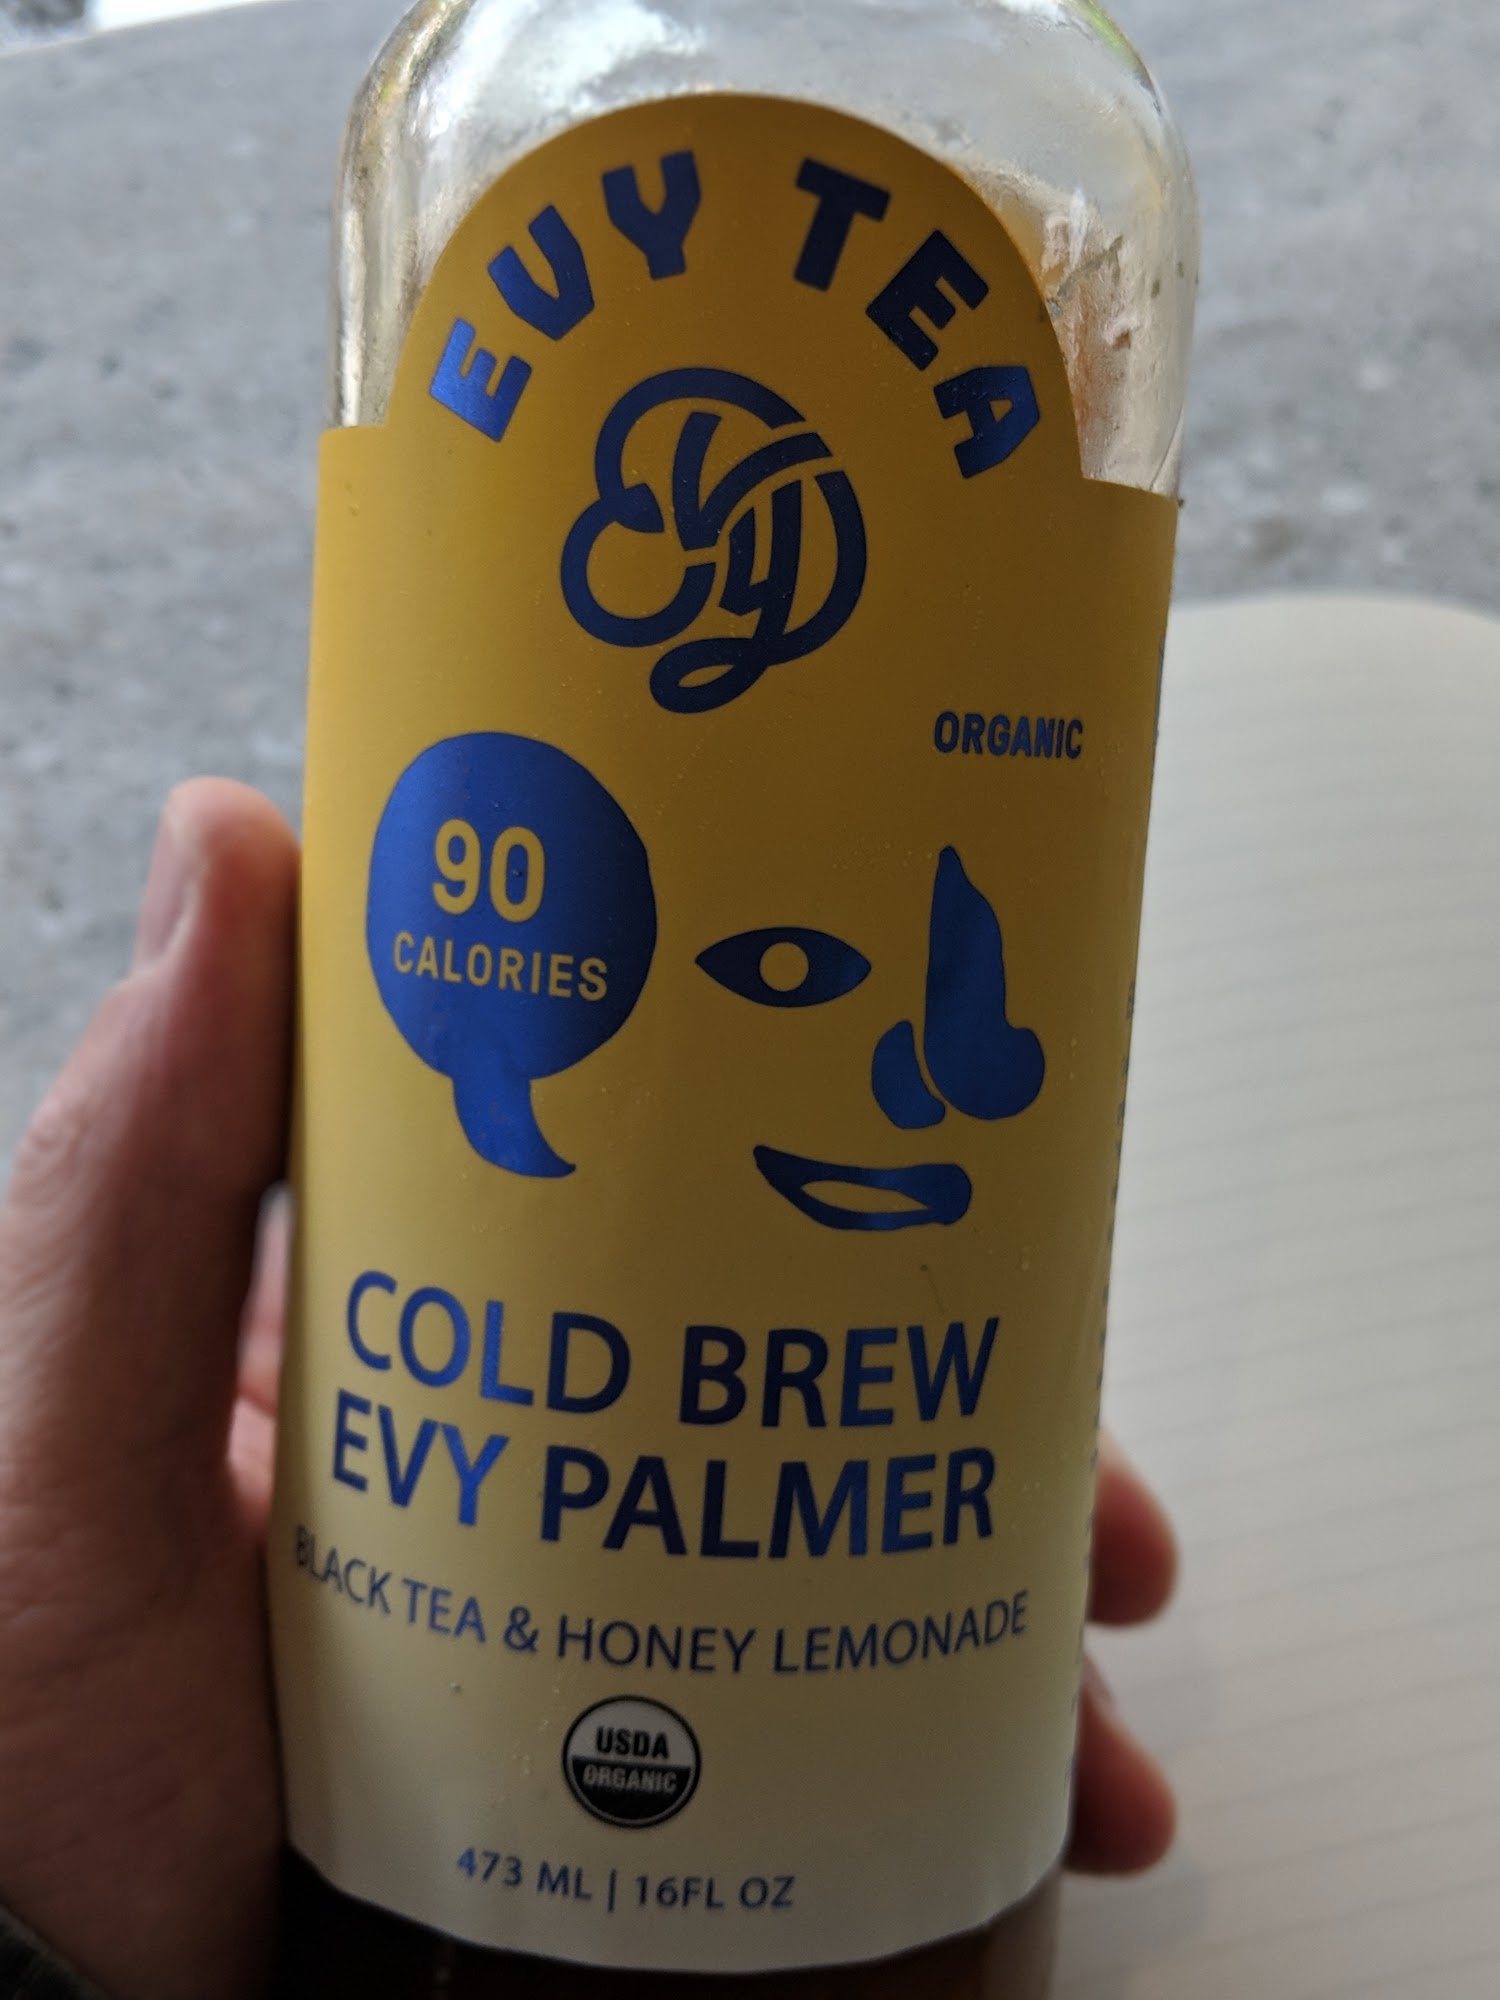 EVY TEA
Evy
ORGANIC
90
CALORIES
COLD BREW
EVY PALMER
BLACK TEA & HONEY LEMONADE
USDA
ORGANIC
473 ML | 16FL OZ